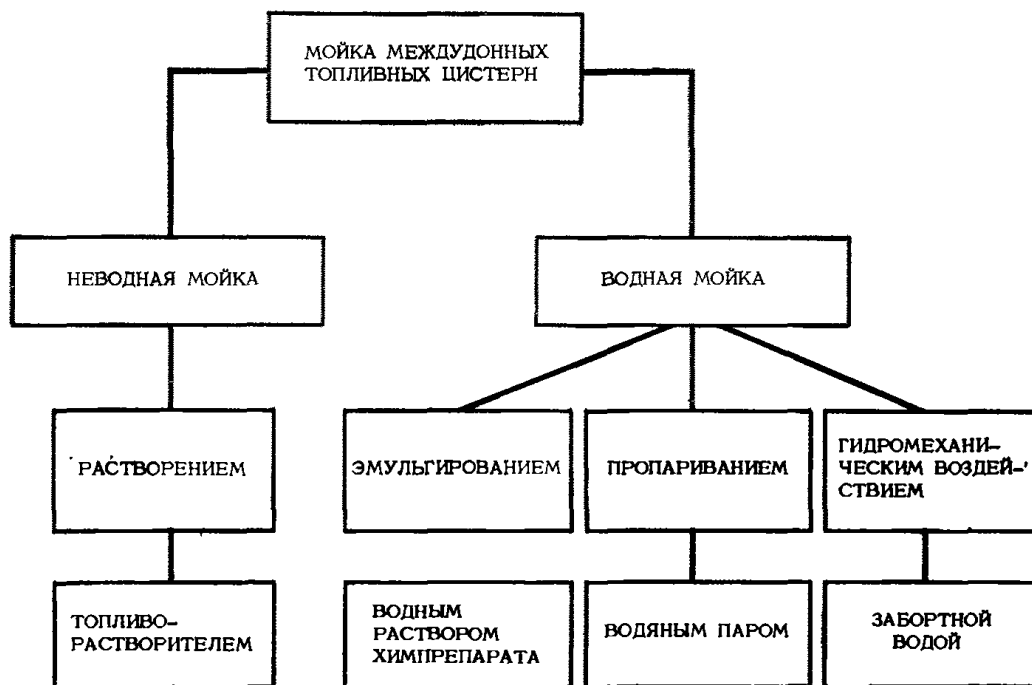 МОЙКА МЕЖДУДОННЫХ
ТОПЛИВНЫХ ЦИСТЕРН
НЕВОДНАЯ МОЙКА
ВОДНАЯ МОЙКА
РАСТВОРЕНИЕМ
ЭМУЛЬГИРОВАНИЕМ
ПРОПАРИВАНИЕМ
ГИДРОМЕХАНИ-
ЧЕСКИМ ВОЗДЕЙ-
СТВИЕМ
ТОПЛИВО-
РАСТВОРИТЕЛЕМ
ВОДНЫМ
РАСТВОРОМ
ХИМПРЕПАРАТА
ВОДЯНЫМ ПАРОМ
ЗАБОРТНОЙ
ВОДОЙ